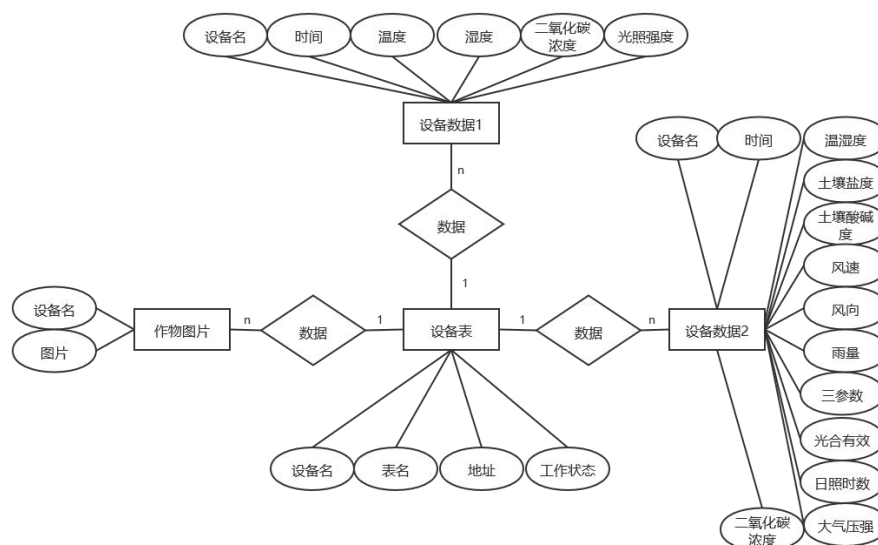 设备名
时间
温度
湿度
二氧化碳
浓度
光照强度
设备数据1
设备名
时间
温湿度
n
土壤盐度
数据
土壤酸碱
度
风速
1
设备名
作物图片
n
数据
1
设备表
1
数据
n
设备数据2
风向
图片
雨量
三参数
光合有效
设备名
表名
地址
工作状态
日照时数
二氧化碳
浓度
大气压强